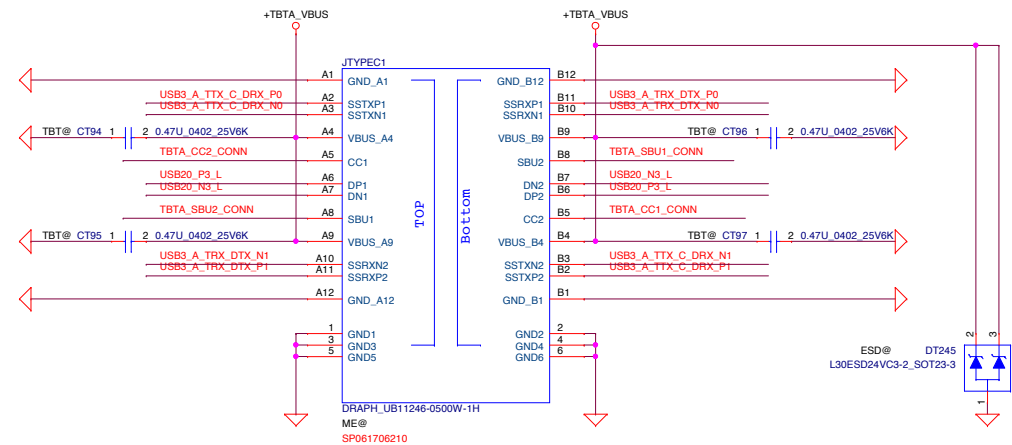 +TBTA_VBUS
+TBTA_VBUS
JTYPEC1
A1 GND_A1 GND_B12 B12
USB3_A_TTX_C_DRX_P0 A2 SSTXP1 SSRXP1 B11 USB3_A_TRX_DTX_P0
USB3_A_TTX_C_DRX_N0 A3 SSTXN1 SSRXN1 B10 USB3_A_TRX_DTX_N0
TBT@ CT94 1 2 0.47U_0402_25V6K A4 VBUS_A4 VBUS_B9 B9 TBT@ CT96 1 2 0.47U_0402_25V6K
TBTA_CC2_CONN A5 CC1 SBU2 B8 TBTA_SBU1_CONN
USB20_P3_L A6 DP1 DN2 B7 USB20_N3_L
USB20_N3_L A7 DN1 DP2 B6 USB20_P3_L
TBTA_SBU2_CONN A8 SBU1 CC2 B5 TBTA_CC1_CONN
TBT@ CT95 1 2 0.47U_0402_25V6K A9 VBUS_A9 VBUS_B4 B4 TBT@ CT97 1 2 0.47U_0402_25V6K
USB3_A_TRX_DTX_N1 A10 SSRXN2 SSTXN2 B3 USB3_A_TTX_C_DRX_N1
USB3_A_TRX_DTX_P1 A11 SSRXP2 SSTXP2 B2 USB3_A_TTX_C_DRX_P1
A12 GND_A12 GND_B1 B1
TOP
Bottom
1 GND1 GND2 2
3 GND3 GND4 4
5 GND5 GND6 6
2 3
ESD@ DT245
L30ESD24VC3-2_SOT23-3
1
DRAPH_UB11246-0500W-1H
ME@
SP061706210